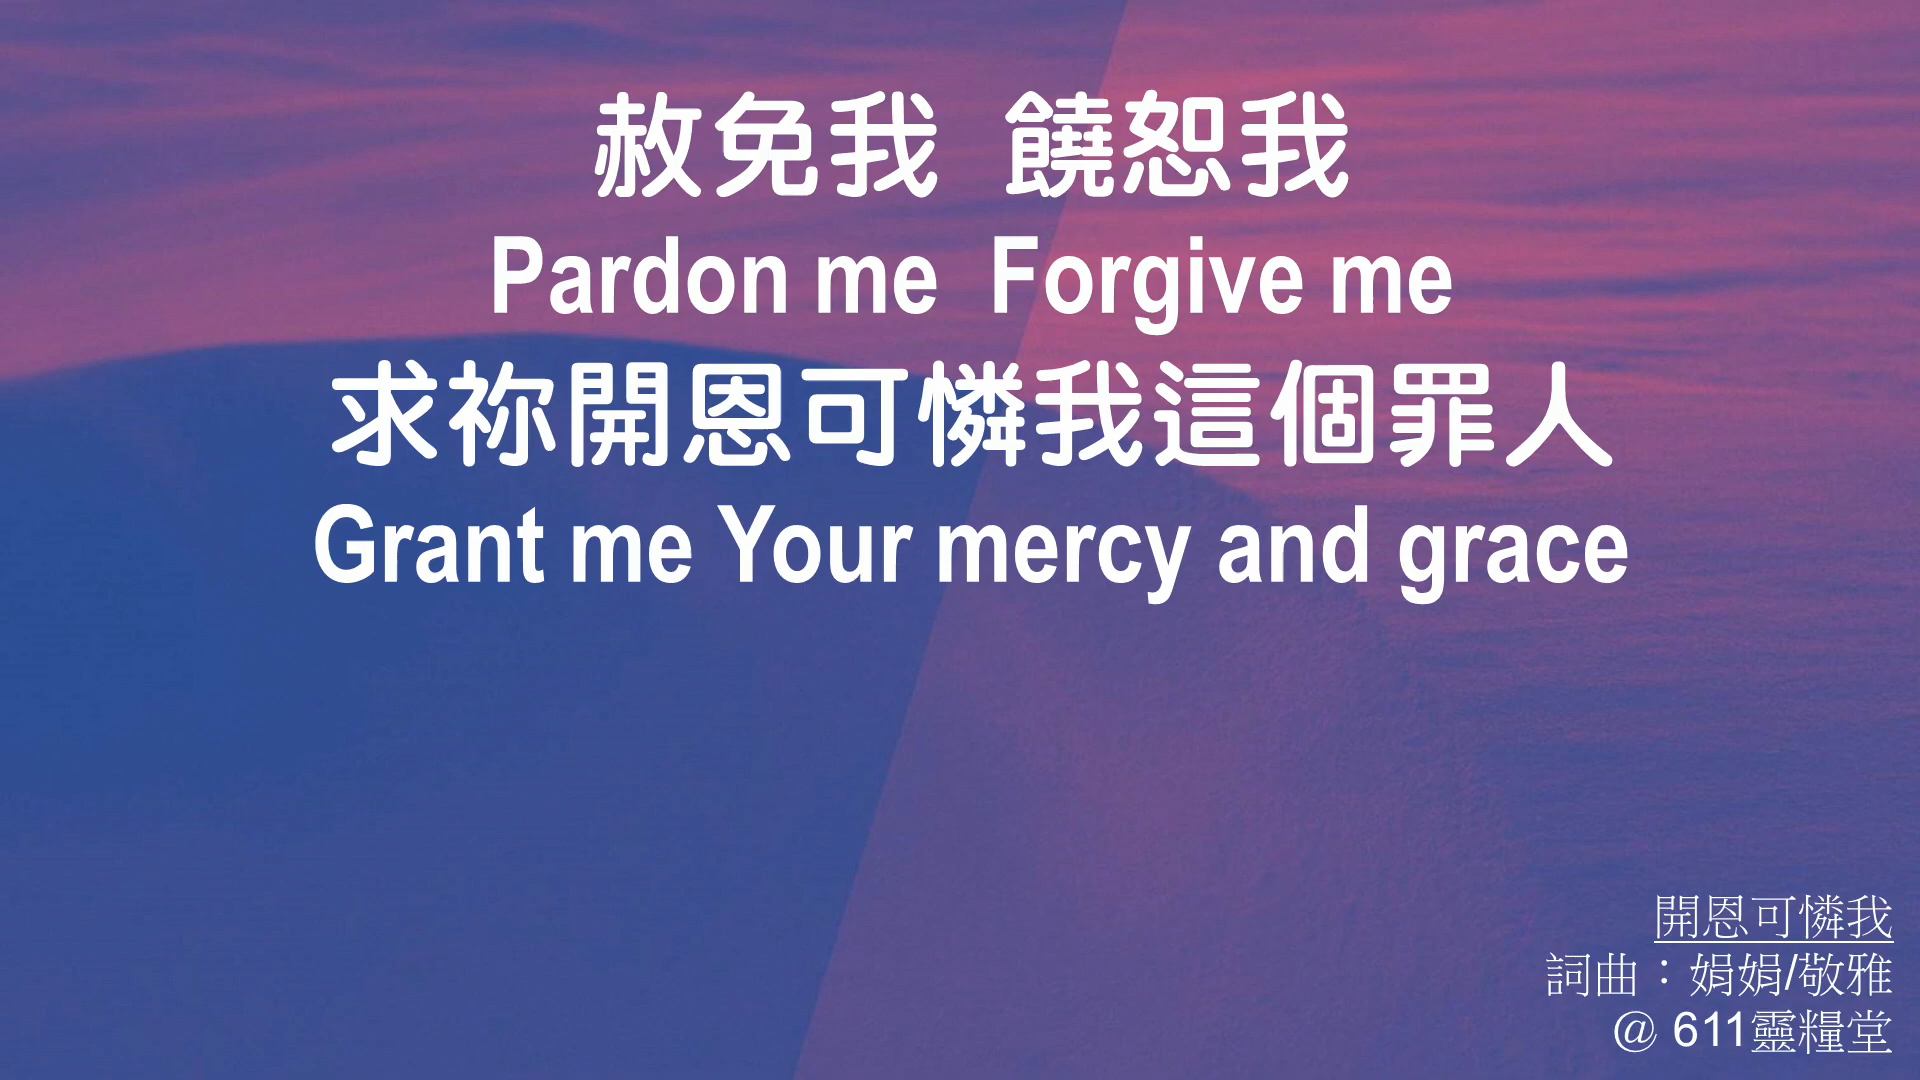 赦免我  饒恕我
Pardon me  Forgive me
求祢開恩可憐我這個罪人
Grant me Your mercy and grace
開恩可憐我
詞曲：娟娟/敬雅
@ 611靈糧堂